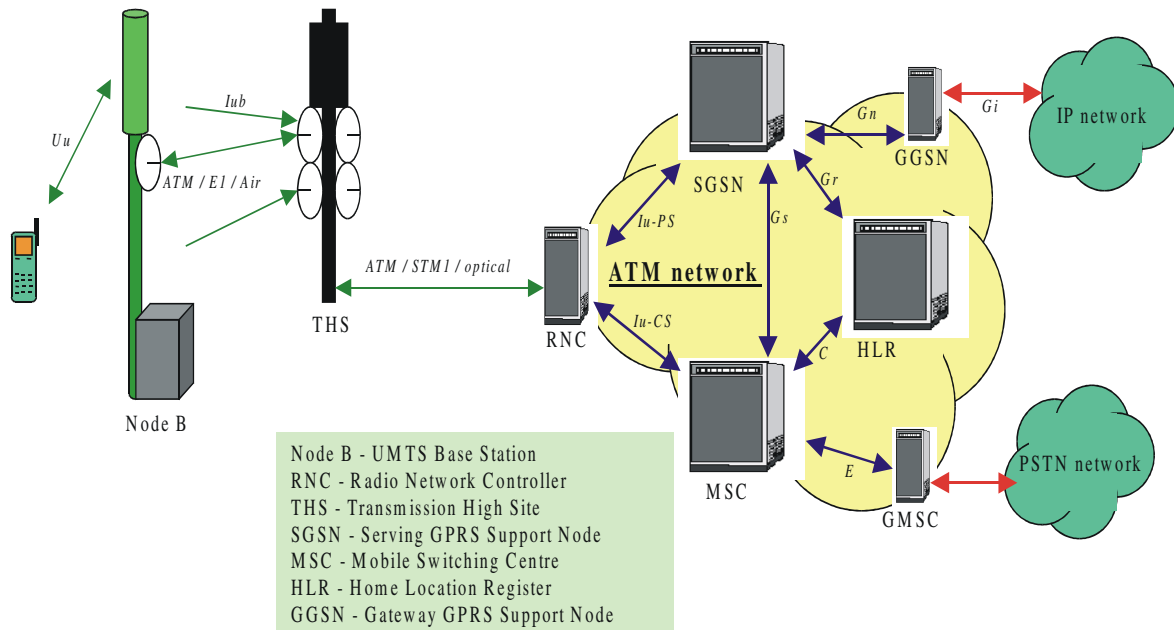 Uu
Iub
ATM / E1 / Air
Node B
THS
ATM / STM1 / optical
RNC
Iu-PS
Iu-CS
ATM network
SGSN
Gs
Gn
Gr
GGSN
Gi
IP network
HLR
C
MSC
E
GMSC
PSTN network
Node B - UMTS Base Station
RNC - Radio Network Controller
THS - Transmission High Site
SGSN - Serving GPRS Support Node
MSC - Mobile Switching Centre
HLR - Home Location Register
GGSN - Gateway GPRS Support Node